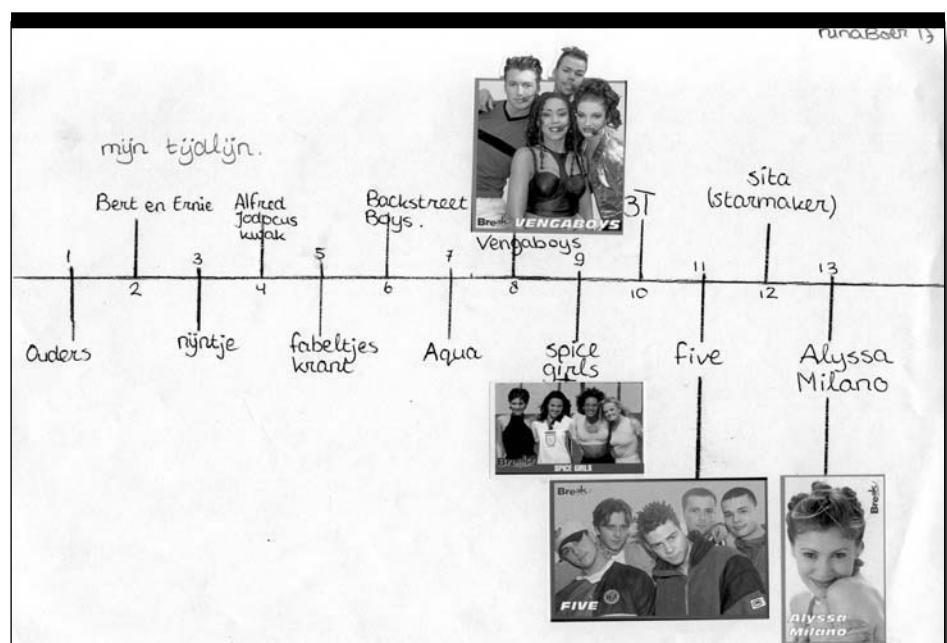 nina Boer 13
mijn tijdlijn.
Bert en Ernie
Alfred
Jodocus
kwak
Backstreet
Boys.
Break
VENGABOYS
Vengaboys
3T
sita
(starmaker)
1
2
3
4
5
6
7
8
9
10
11
12
13
Ouders
nijntje
fabeltjes
krant
Aqua
spice
girls
five
Alyssa
Milano
Break
SPICE GIRLS
Break
FIVE
Break
Alyssa
Milano